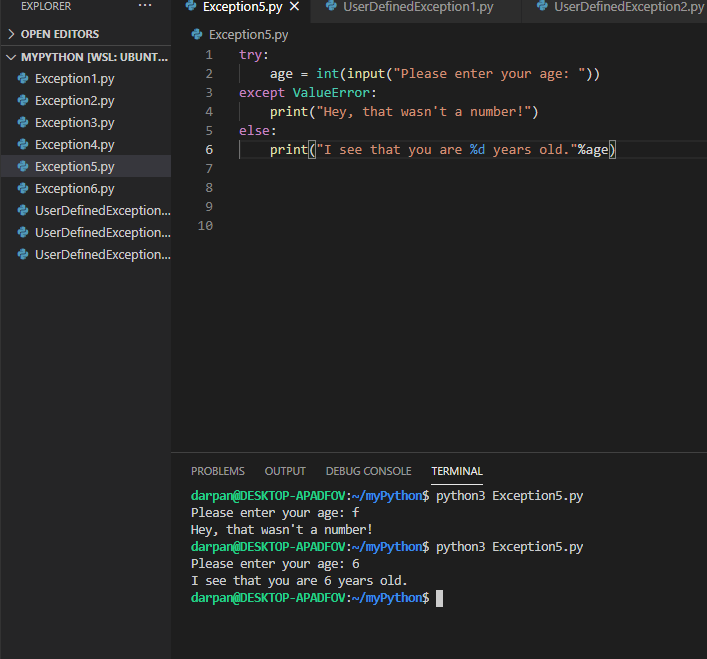 EXPLORER ...
OPEN EDITORS
MYPYTHON [WSL: UBUNT...
Exception1.py
Exception2.py
Exception3.py
Exception4.py
Exception5.py
Exception6.py
UserDefinedException...
UserDefinedException...
UserDefinedException...
Exception5.py UserDefinedException1.py UserDefinedException2.py
Exception5.py
1 try:
2     age = int(input("Please enter your age: "))
3 except ValueError:
4     print("Hey, that wasn't a number!")
5 else:
6     print("I see that you are %d years old."%age)
7
8
9
10
PROBLEMS OUTPUT DEBUG CONSOLE TERMINAL
darpan@DESKTOP-APADFOV:~/myPython$ python3 Exception5.py
Please enter your age: f
Hey, that wasn't a number!
darpan@DESKTOP-APADFOV:~/myPython$ python3 Exception5.py
Please enter your age: 6
I see that you are 6 years old.
darpan@DESKTOP-APADFOV:~/myPython$